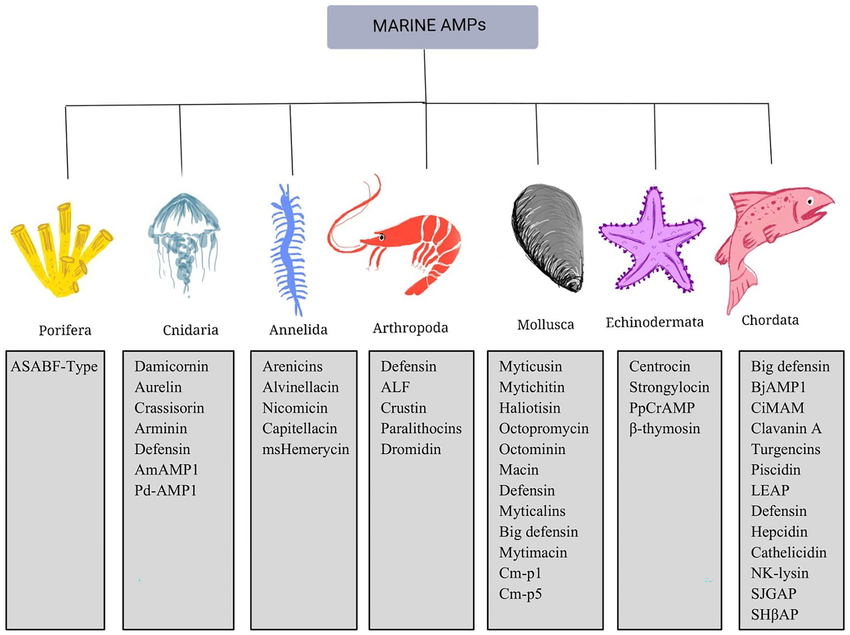 MARINE AMPs
Porifera
Cnidaria
Annelida
Arthropoda
Mollusca
Echinodermata
Chordata
ASABF-Type
Damicornin
Aurelin
Crassisorin
Arminin
Defensin
AmAMP1
Pd-AMP1
Arenicins
Alvinellacin
Nicomicin
Capitellacin
msHemerycin
Defensin
ALF
Crustin
Paralithocins
Dromidin
Myticusin
Mytichitin
Haliotisin
Octopromycin
Octominin
Macin
Defensin
Myticalins
Big defensin
Mytimacin
Cm-p1
Cm-p5
Centrocin
Strongylocin
PpCrAMP
β-thymosin
Big defensin
BjAMP1
CiMAM
Clavanin A
Turgencins
Piscidin
LEAP
Defensin
Hepcidin
Cathelicidin
NK-lysin
SJGAP
SHβAP